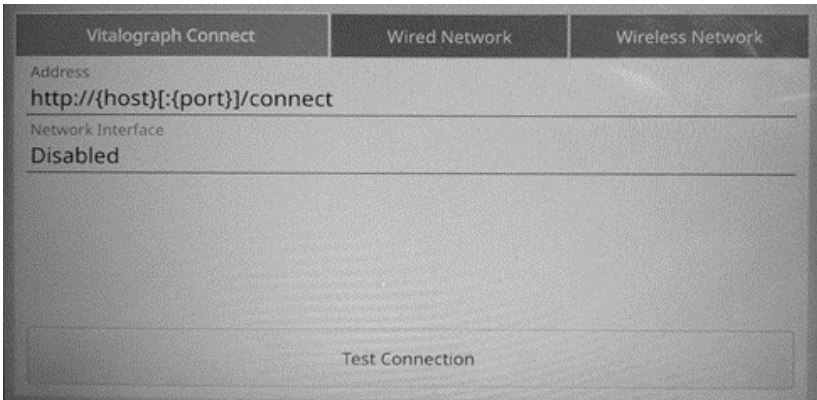 Vitalograph Connect
Wired Network
Wireless Network
Address
http://{host}[:{port}]/connect
Network Interface
Disabled
Test Connection